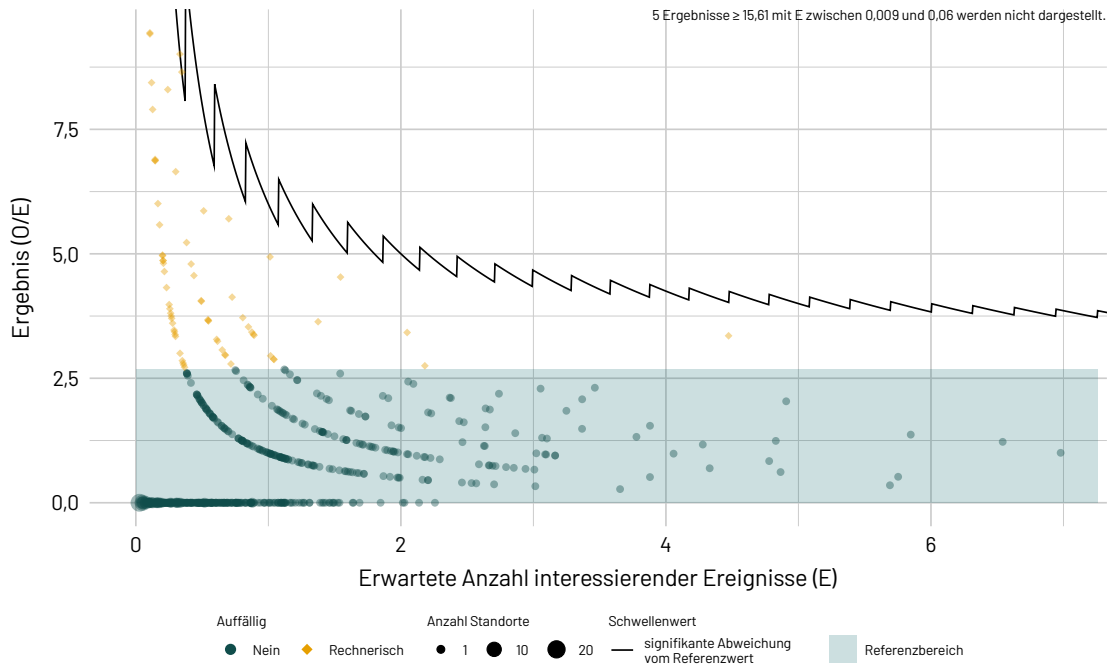 5 Ergebnisse ≥ 15,61 mit E zwischen 0,009 und 0,06 werden nicht dargestellt.
Ergebnis (O/E)
7,5
5,0
2,5
0,0
0
2
4
6
Erwartete Anzahl interessierender Ereignisse (E)
Auffällig
Nein
Rechnerisch
Anzahl Standorte
1
10
20
Schwellenwert
signifikante Abweichung
vom Referenzwert
Referenzbereich